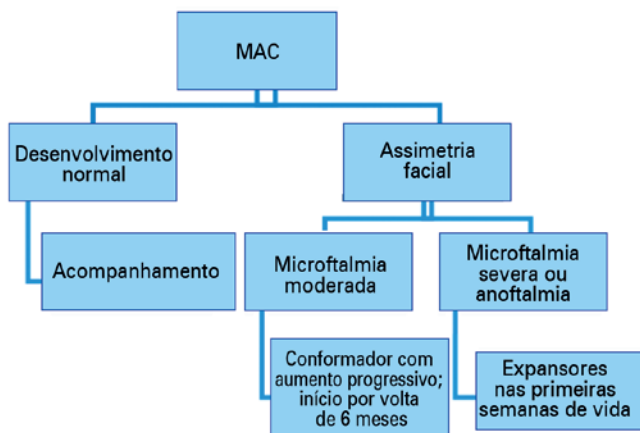 MAC
Desenvolvimento
normal
Assimetria
facial
Acompanhamento
Microftalmia
moderada
Microftalmia
severa ou
anoftalmia
Conformador com
aumento progressivo;
início por volta
de 6 meses
Expansores
nas primeiras
semanas de vida